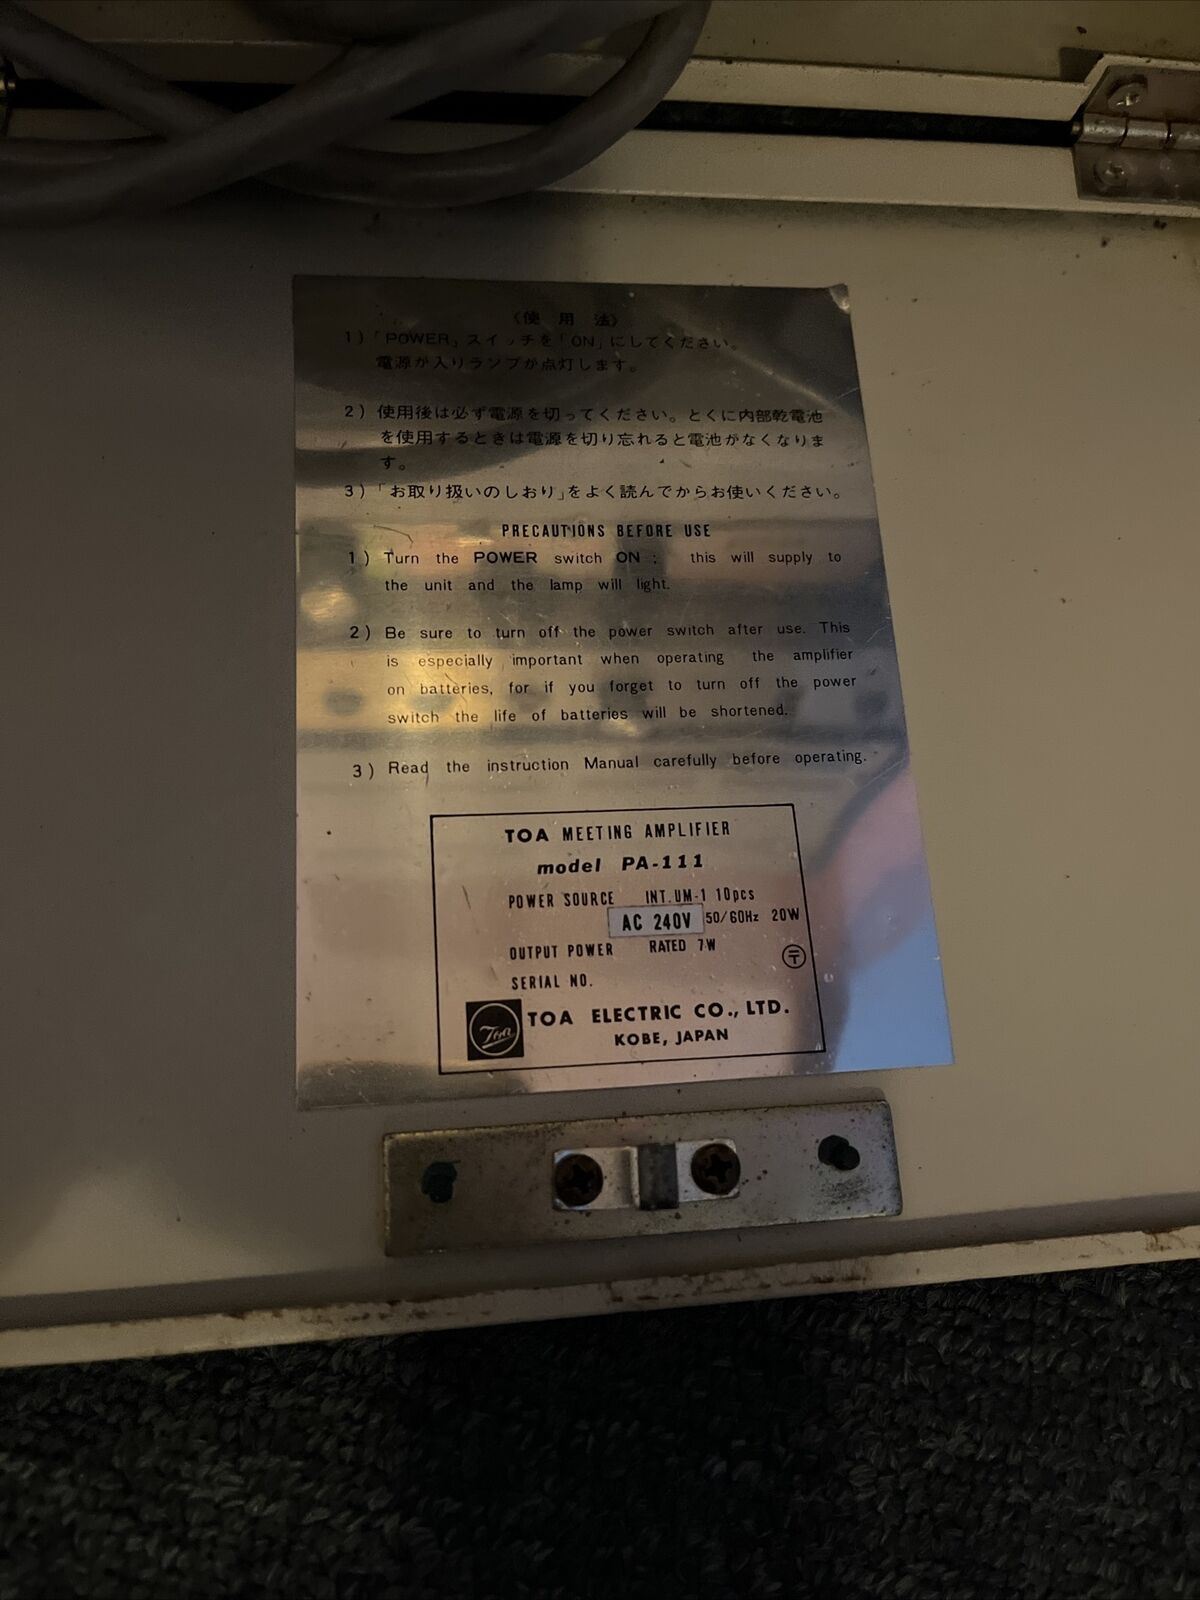 〈使 用 法〉
1)「POWER」スイッチを「ON」にしてください。
電源が入りランプが点灯します。
2) 使用後は必ず電源を切ってください。とくに内部乾電池
を使用するときは電源を切り忘れると電池がなくなりま
す。
3)「お取り扱いのしおり」をよく読んでからお使いください。
PRECAUTIONS BEFORE USE
1) Turn the POWER switch ON ; this will supply to
the unit and the lamp will light.
2) Be sure to turn off the power switch after use. This
is especially important when operating the amplifier
on batteries, for if you forget to turn off the power
switch the life of batteries will be shortened.
3) Read the instruction Manual carefully before operating.
TOA MEETING AMPLIFIER
model PA-111
POWER SOURCE INT. UM-1 10pcs
AC 240V 50/60Hz 20W
OUTPUT POWER RATED 7W
〒
SERIAL NO.
Toa TOA ELECTRIC CO., LTD.
KOBE, JAPAN